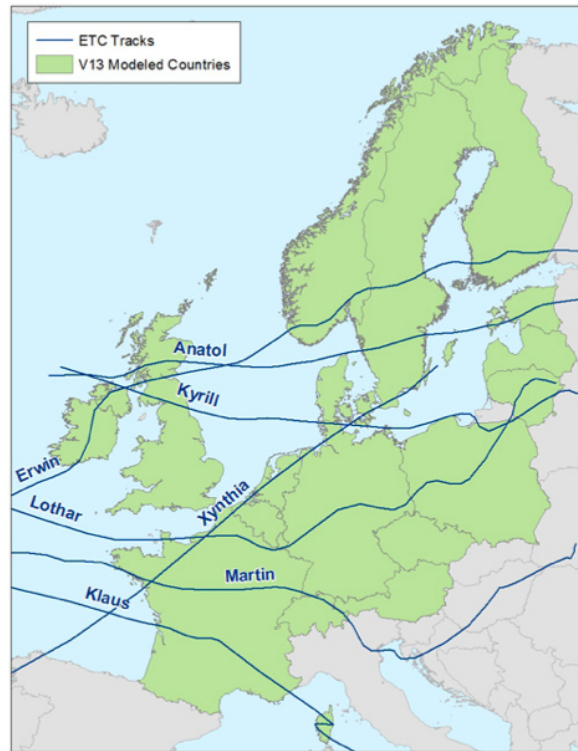 ETC Tracks
V13 Modeled Countries
Anatol
Kyrill
Erwin
Xynthia
Lothar
Martin
Klaus